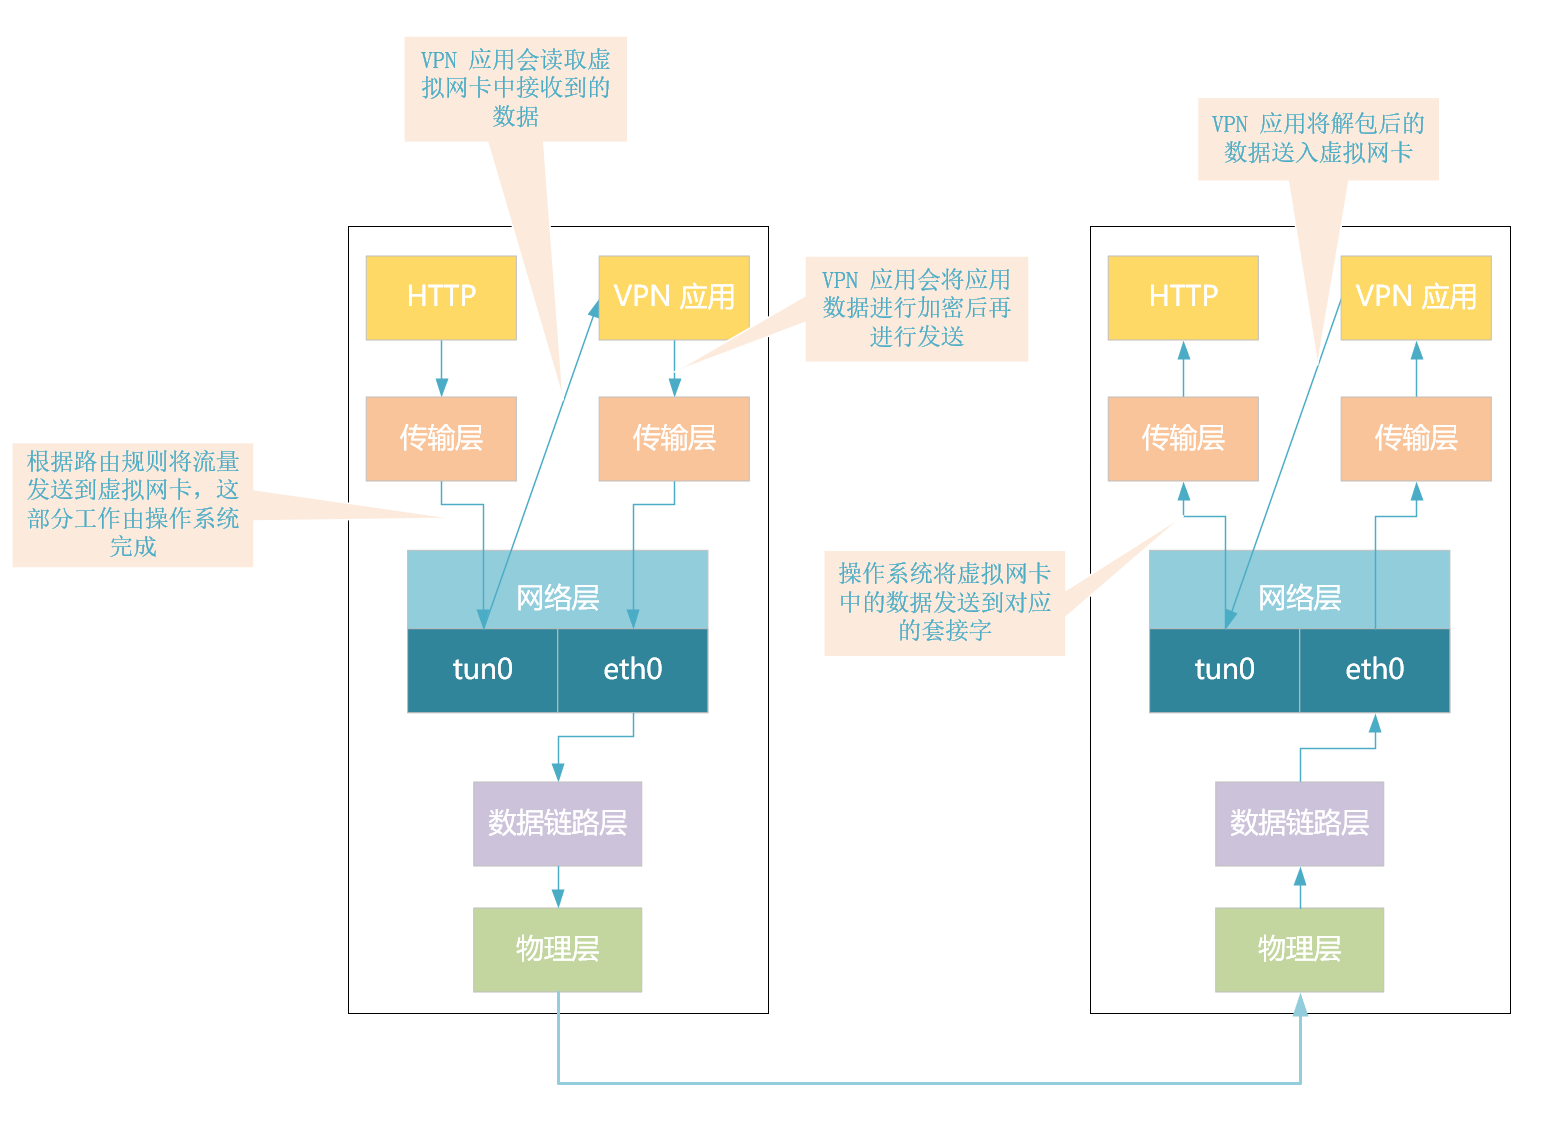 VPN 应用会读取虚
拟网卡中接收到的
数据
VPN 应用将解包后的
数据送入虚拟网卡
HTTP
VPN 应用
VPN 应用会将应用
数据进行加密后再
进行发送
HTTP
VPN 应用
传输层
传输层
传输层
传输层
根据路由规则将流量
发送到虚拟网卡，这
部分工作由操作系统
完成
操作系统将虚拟网卡
中的数据发送到对应
的套接字
网络层
网络层
tun0
eth0
tun0
eth0
数据链路层
数据链路层
物理层
物理层